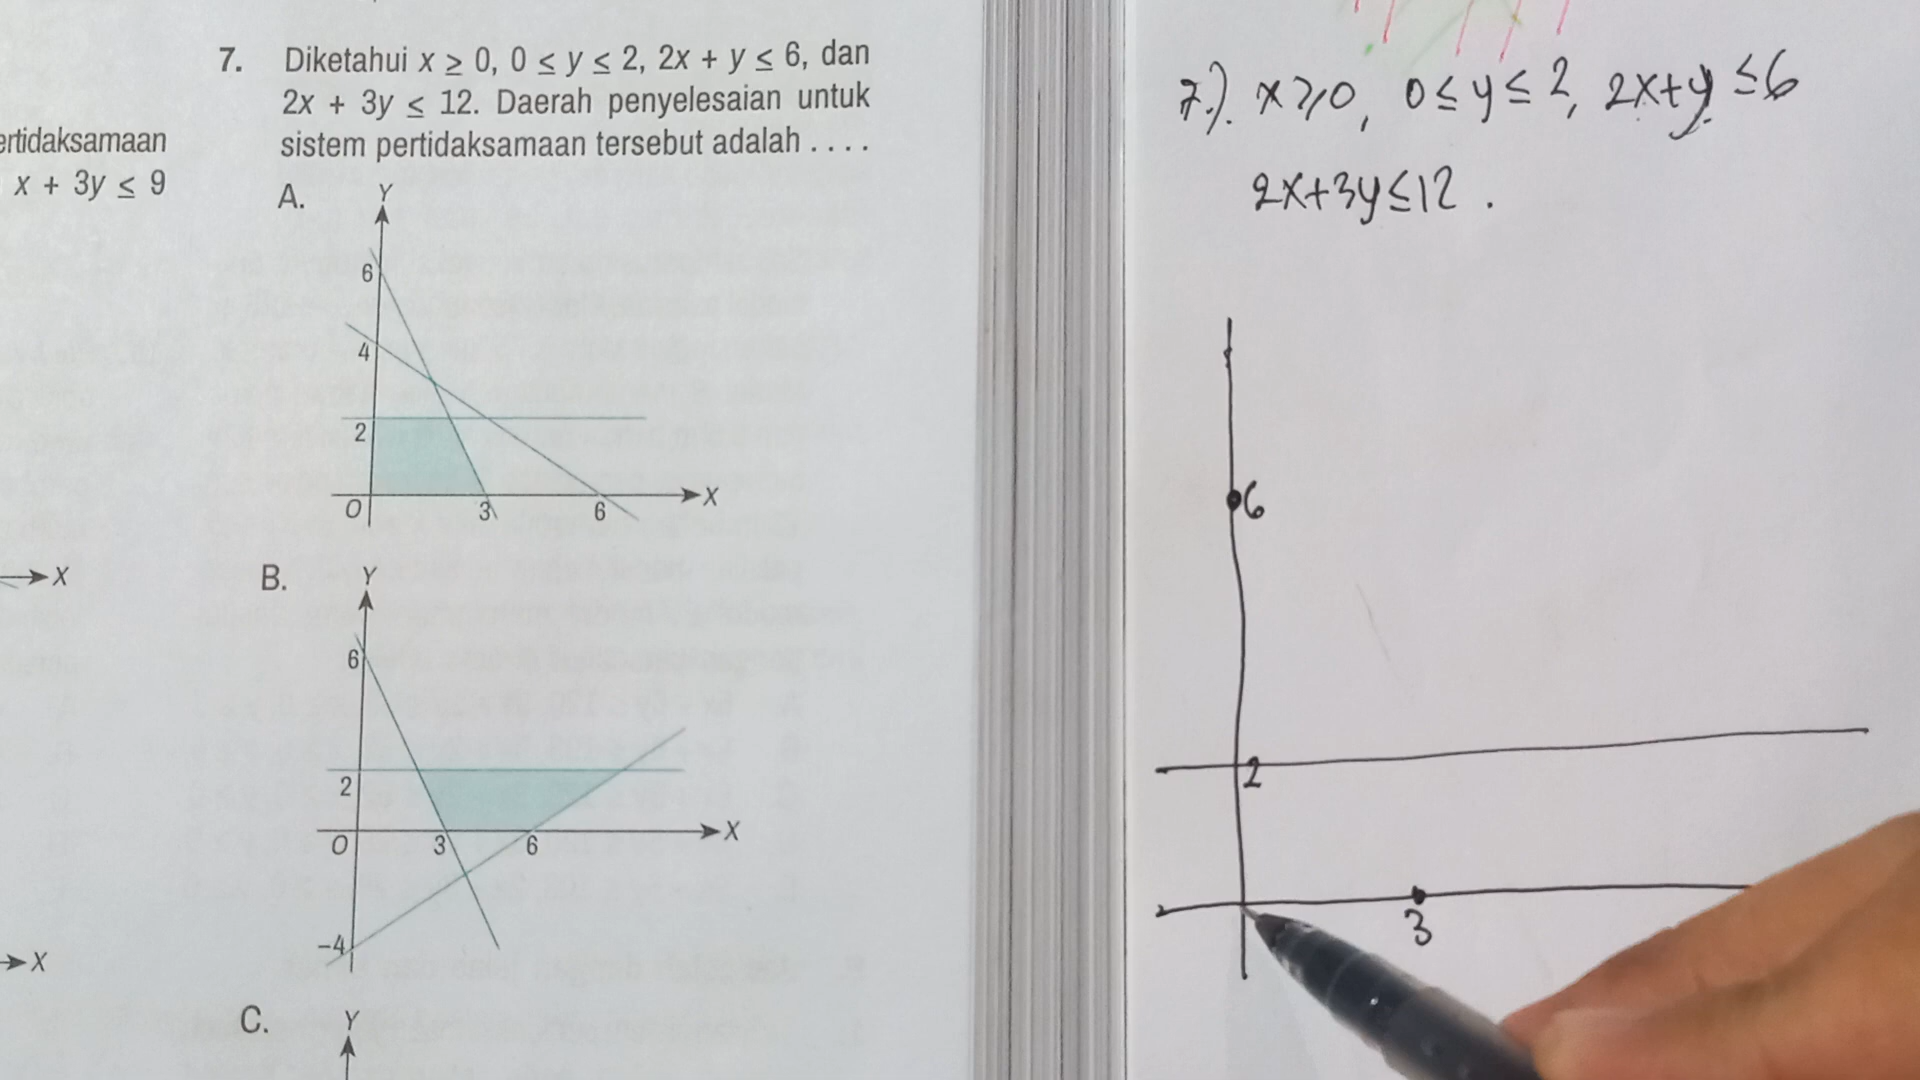 7. Diketahui x ≥ 0, 0 ≤ y ≤ 2, 2x + y ≤ 6, dan
2x + 3y ≤ 12. Daerah penyelesaian untuk
sistem pertidaksamaan tersebut adalah . . . .
ertidaksamaan
x + 3y ≤ 9
A.
Y
6
4
2
O
3
6
X
X
B.
Y
6
2
O
3
6
X
-4
X
C.
Y
7.) x ≥ 0, 0 ≤ y ≤ 2, 2x+y ≤ 6
2x+3y ≤ 12 .
6
2
3